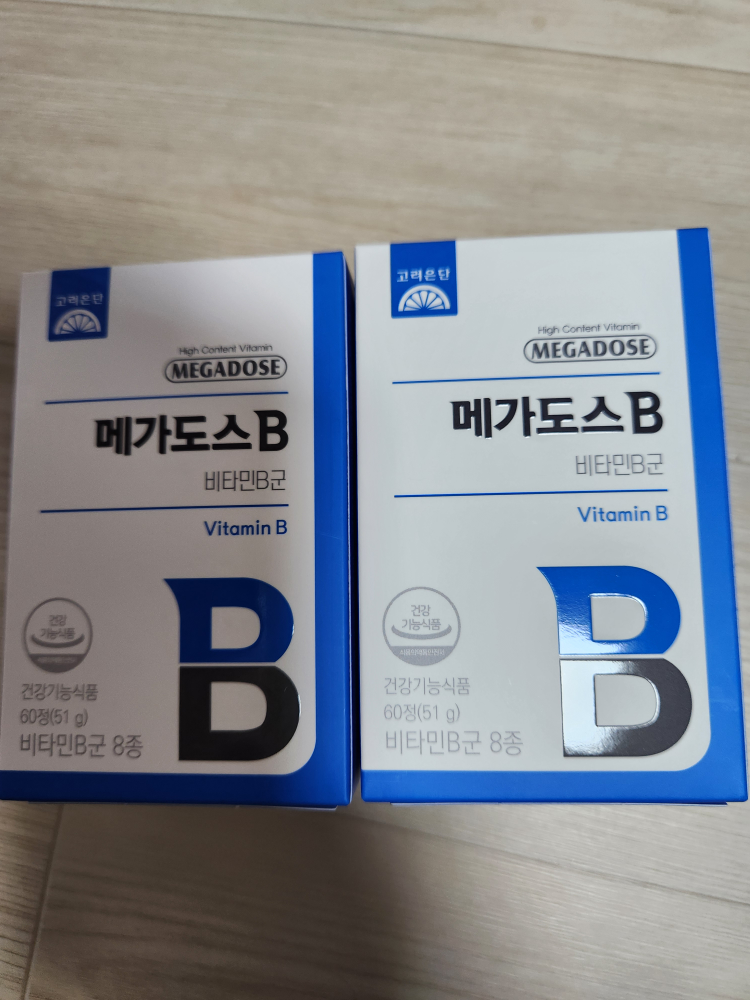 고려은단
High Content Vitamin
MEGADOSE
메가도스B
비타민B군
Vitamin B
건강
기능식품
건강기능식품
60정(51 g)
비타민B군 8종
B
고려은단
High Content Vitamin
MEGADOSE
메가도스B
비타민B군
Vitamin B
건강
기능식품
건강기능식품
60정(51 g)
비타민B군 8종
B